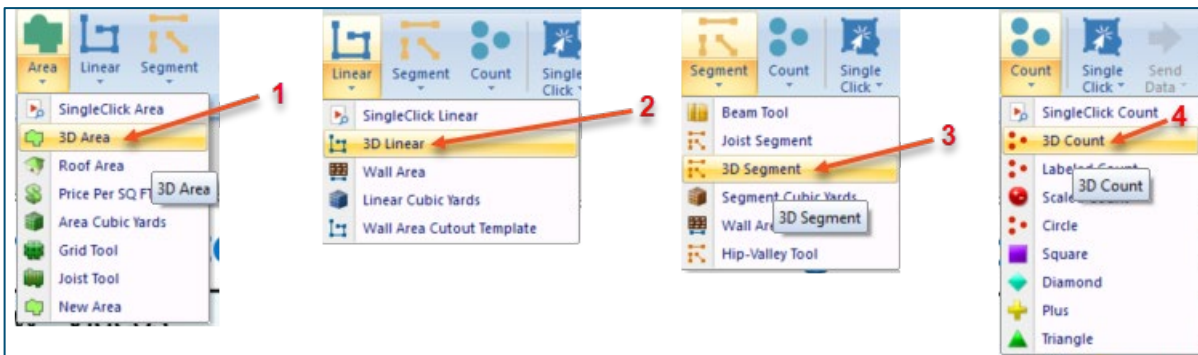 Area Linear Segment
SingleClick Area
3D Area
Roof Area
Price Per SQ FT
3D Area
Area Cubic Yards
Grid Tool
Joist Tool
New Area
1
Linear Segment Count Single
Click
SingleClick Linear
3D Linear
Wall Area
Linear Cubic Yards
Wall Area Cutout Template
2
Segment Count Single
Click
Beam Tool
Joist Segment
3D Segment
Segment Cubic Yards
Wall Are
3D Segment
Hip-Valley Tool
3
Count Single Send
Click Data
SingleClick Count
3D Count
Labeled Count
3D Count
Circle
Square
Diamond
Plus
Triangle
4